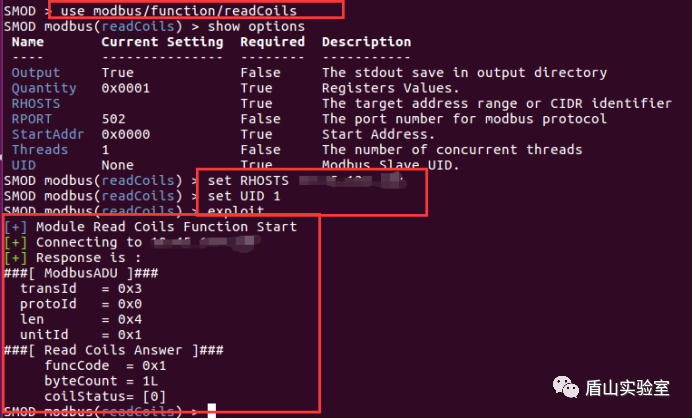 SMOD > use modbus/function/readCoils
SMOD modbus(readCoils) > show options
Name Current Setting Required Description
---- --------------- -------- -----------
Output True False The stdout save in output directory
Quantity 0x0001 True Registers Values.
RHOSTS True The target address range or CIDR identifier
RPORT 502 False The port number for modbus protocol
StartAddr 0x0000 True Start Address.
Threads 1 False The number of concurrent threads
UID None True Modbus Slave UID.
SMOD modbus(readCoils) > set RHOSTS
SMOD modbus(readCoils) > set UID 1
SMOD modbus(readCoils) > exploit
[+] Module Read Coils Function Start
[+] Connecting to
[+] Response is :
###[ ModbusADU ]###
transId = 0x3
protoId = 0x0
len = 0x4
unitId = 0x1
###[ Read Coils Answer ]###
funcCode = 0x1
byteCount = 1L
coilStatus= [0]
SMOD modbus(readCoils) >
盾山实验室